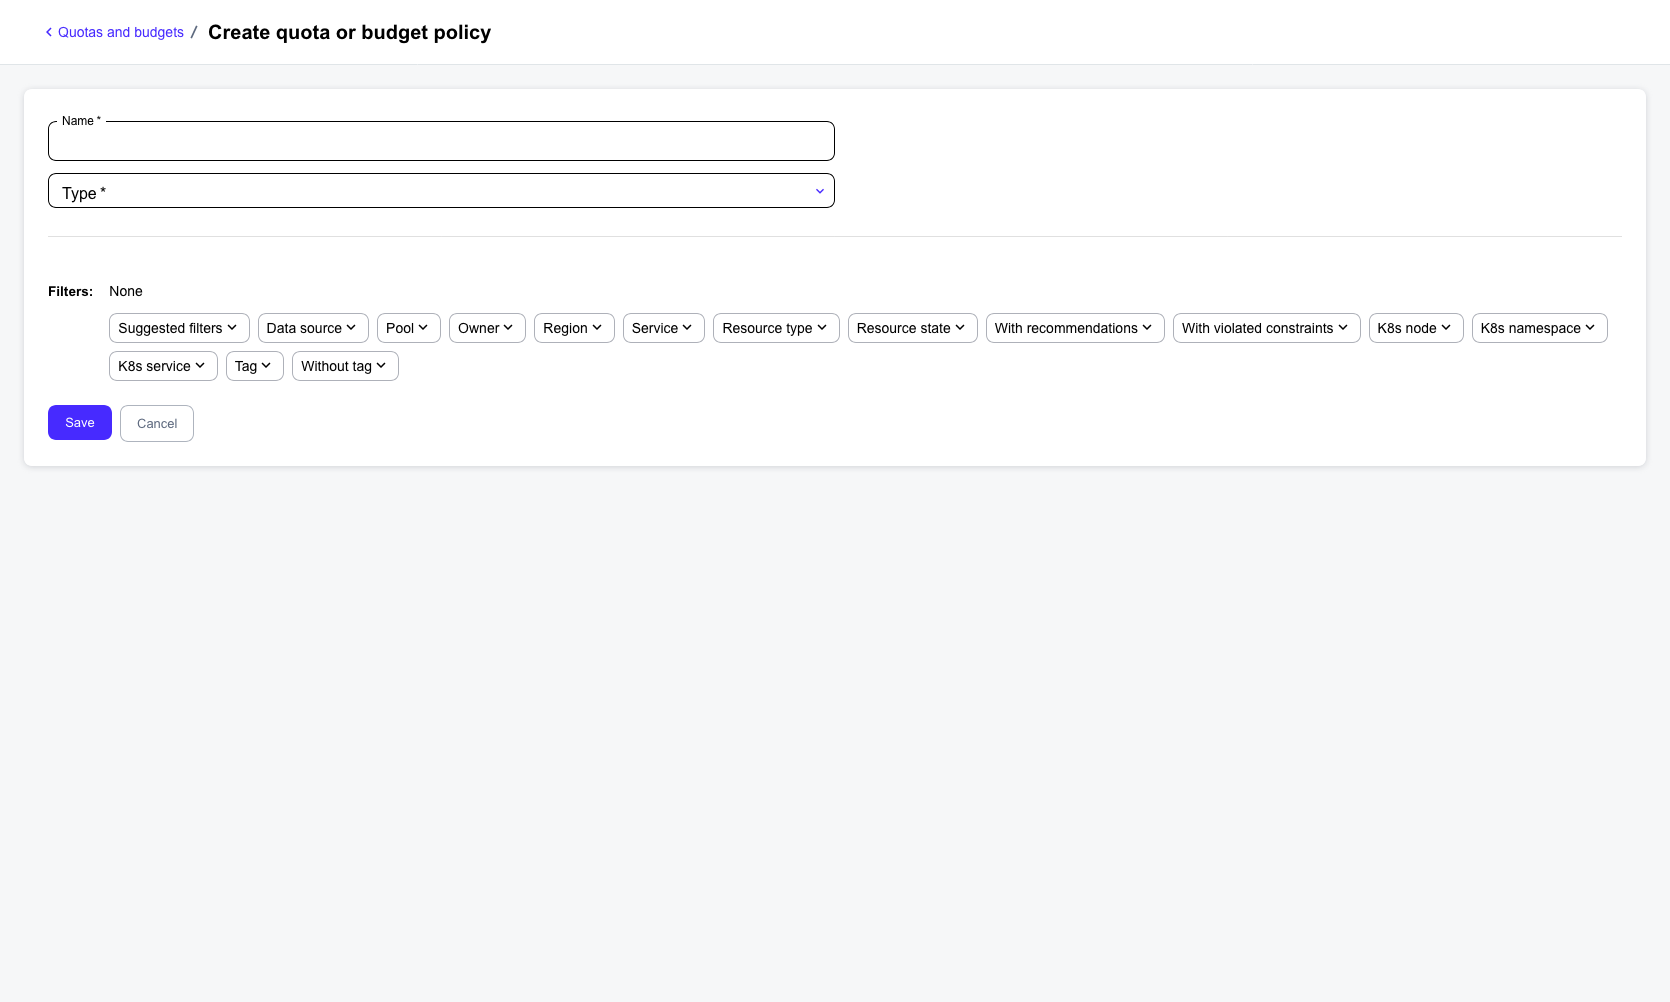 Quotas and budgets / Create quota or budget policy
Name *
Type *
Filters: None
Suggested filters Data source Pool Owner Region Service Resource type Resource state With recommendations With violated constraints K8s node K8s namespace
K8s service Tag Without tag
Save Cancel